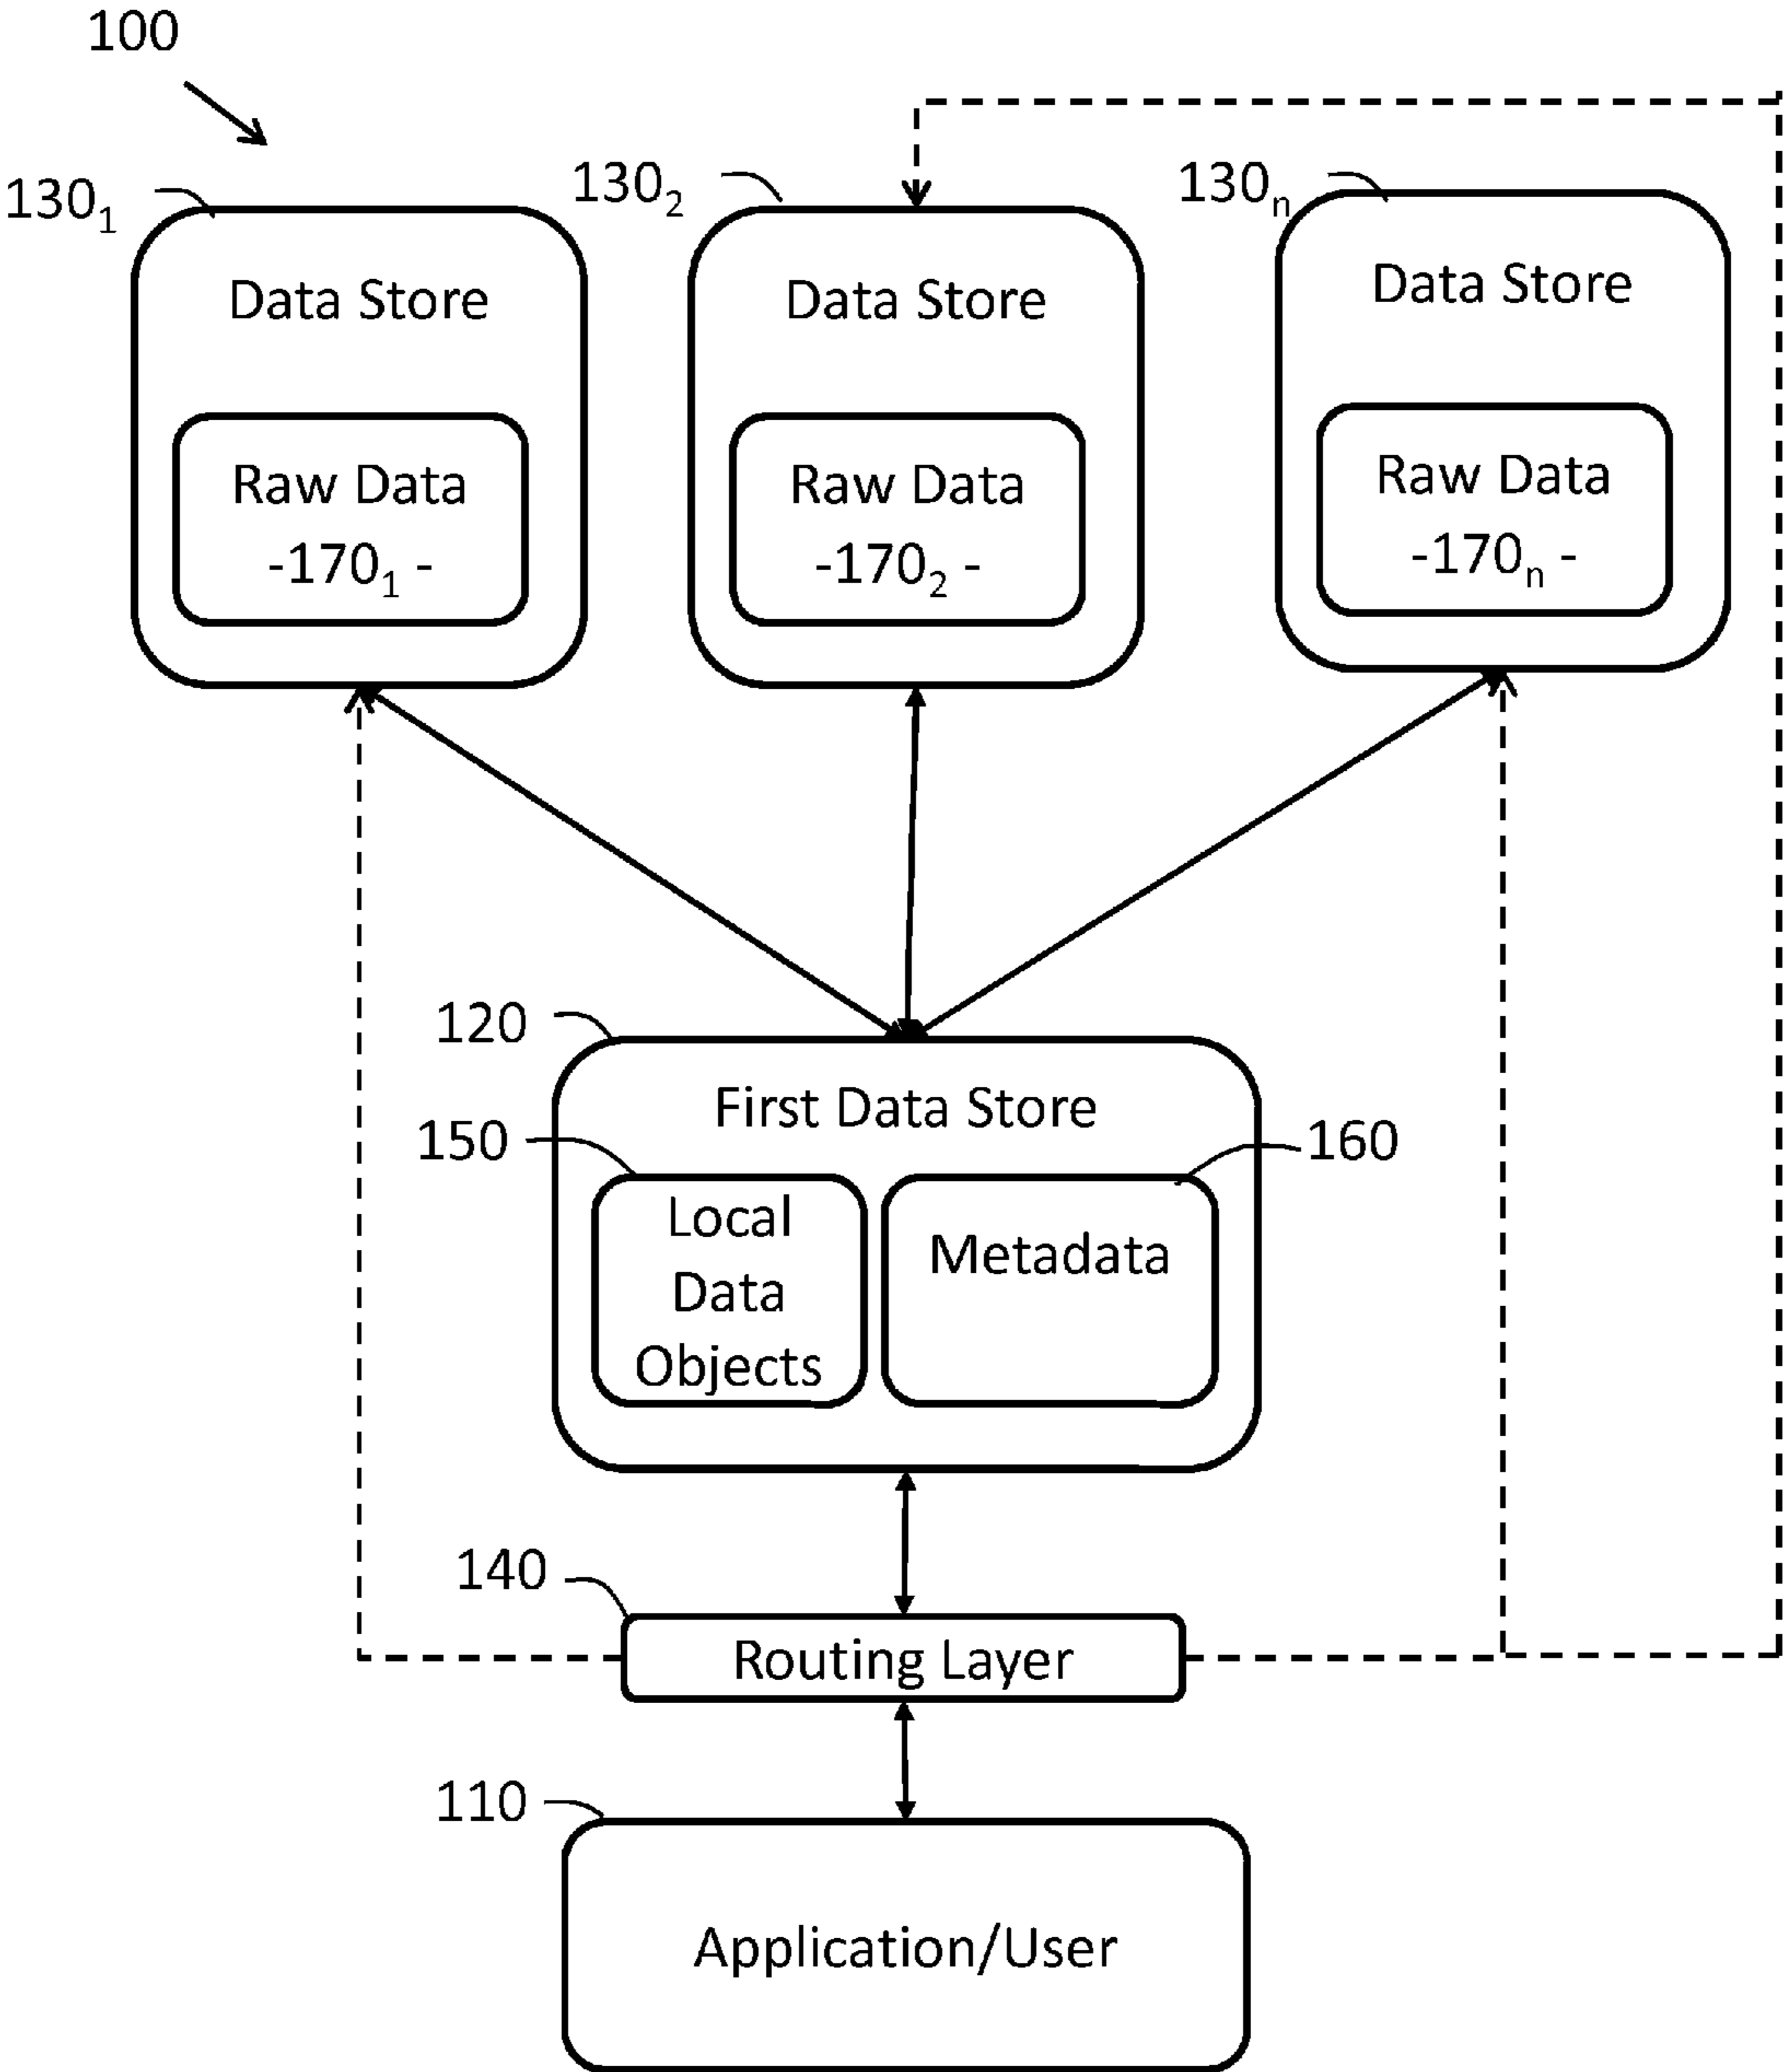 100
130₁
130₂
130ₙ
Data Store
Data Store
Data Store
Raw Data
-170₁ -
Raw Data
-170₂ -
Raw Data
-170ₙ -
120
First Data Store
150
160
Local
Data
Objects
Metadata
140
Routing Layer
110
Application/User